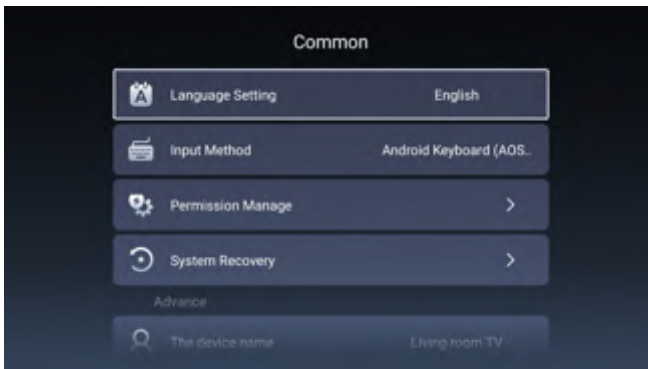 Common
Language Setting English
Input Method Android Keyboard (AOS..
Permission Manage >
System Recovery >
Advance
The device name Living room TV